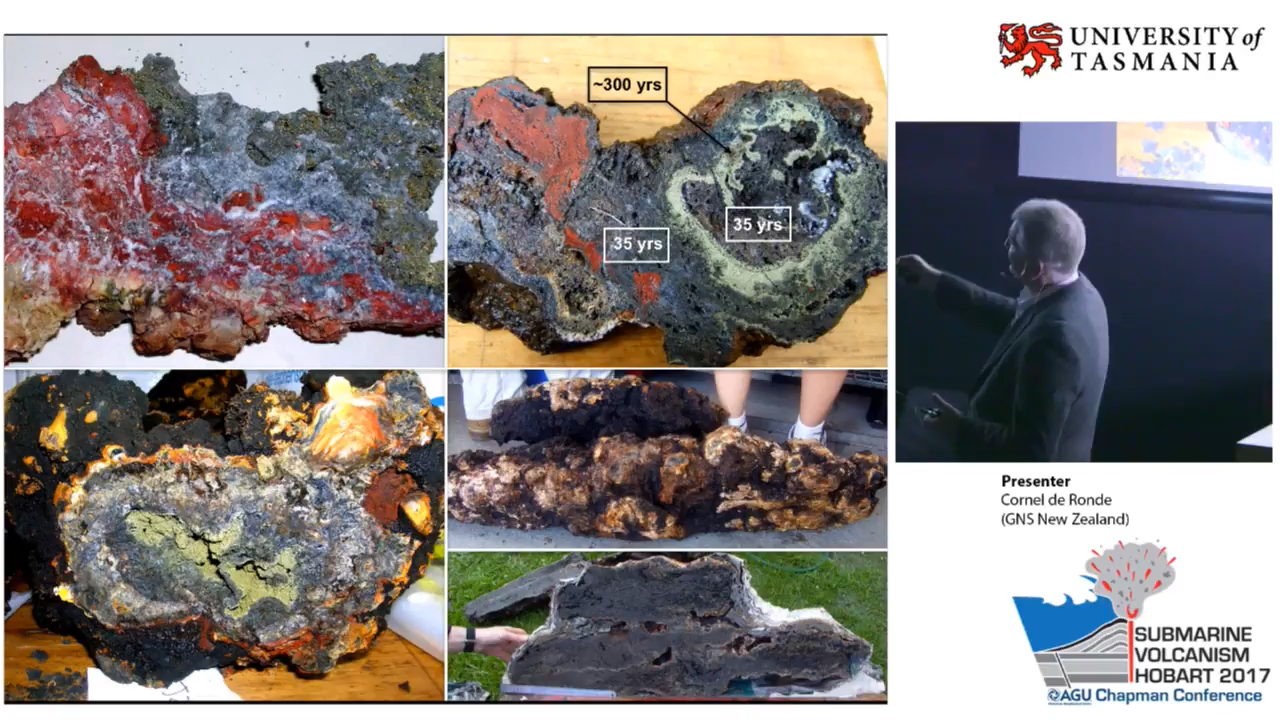 ~300 yrs
35 yrs
35 yrs
UNIVERSITY of
TASMANIA
Presenter
Cornel de Ronde
(GNS New Zealand)
SUBMARINE
VOLCANISM
HOBART 2017
AGU Chapman Conference